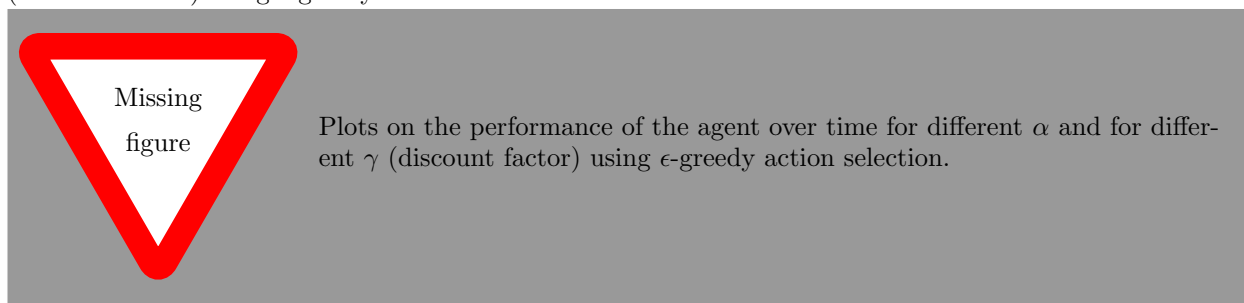 Missing
figure
Plots on the performance of the agent over time for different α and for differ-
ent γ (discount factor) using ϵ-greedy action selection.